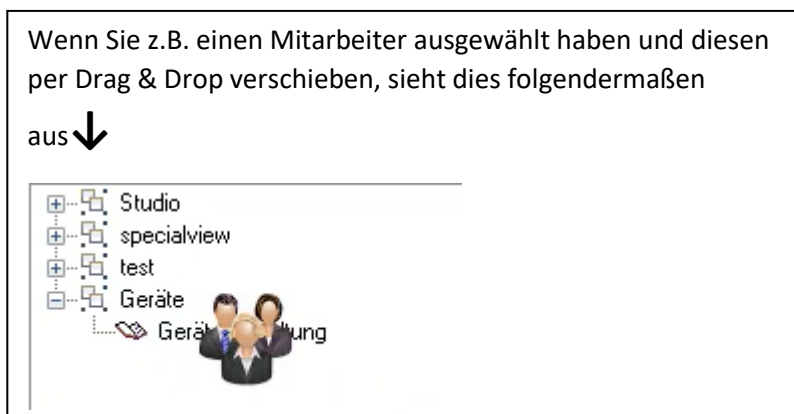 Wenn Sie z.B. einen Mitarbeiter ausgewählt haben und diesen
per Drag & Drop verschieben, sieht dies folgendermaßen
aus
Studio
specialview
test
Geräte